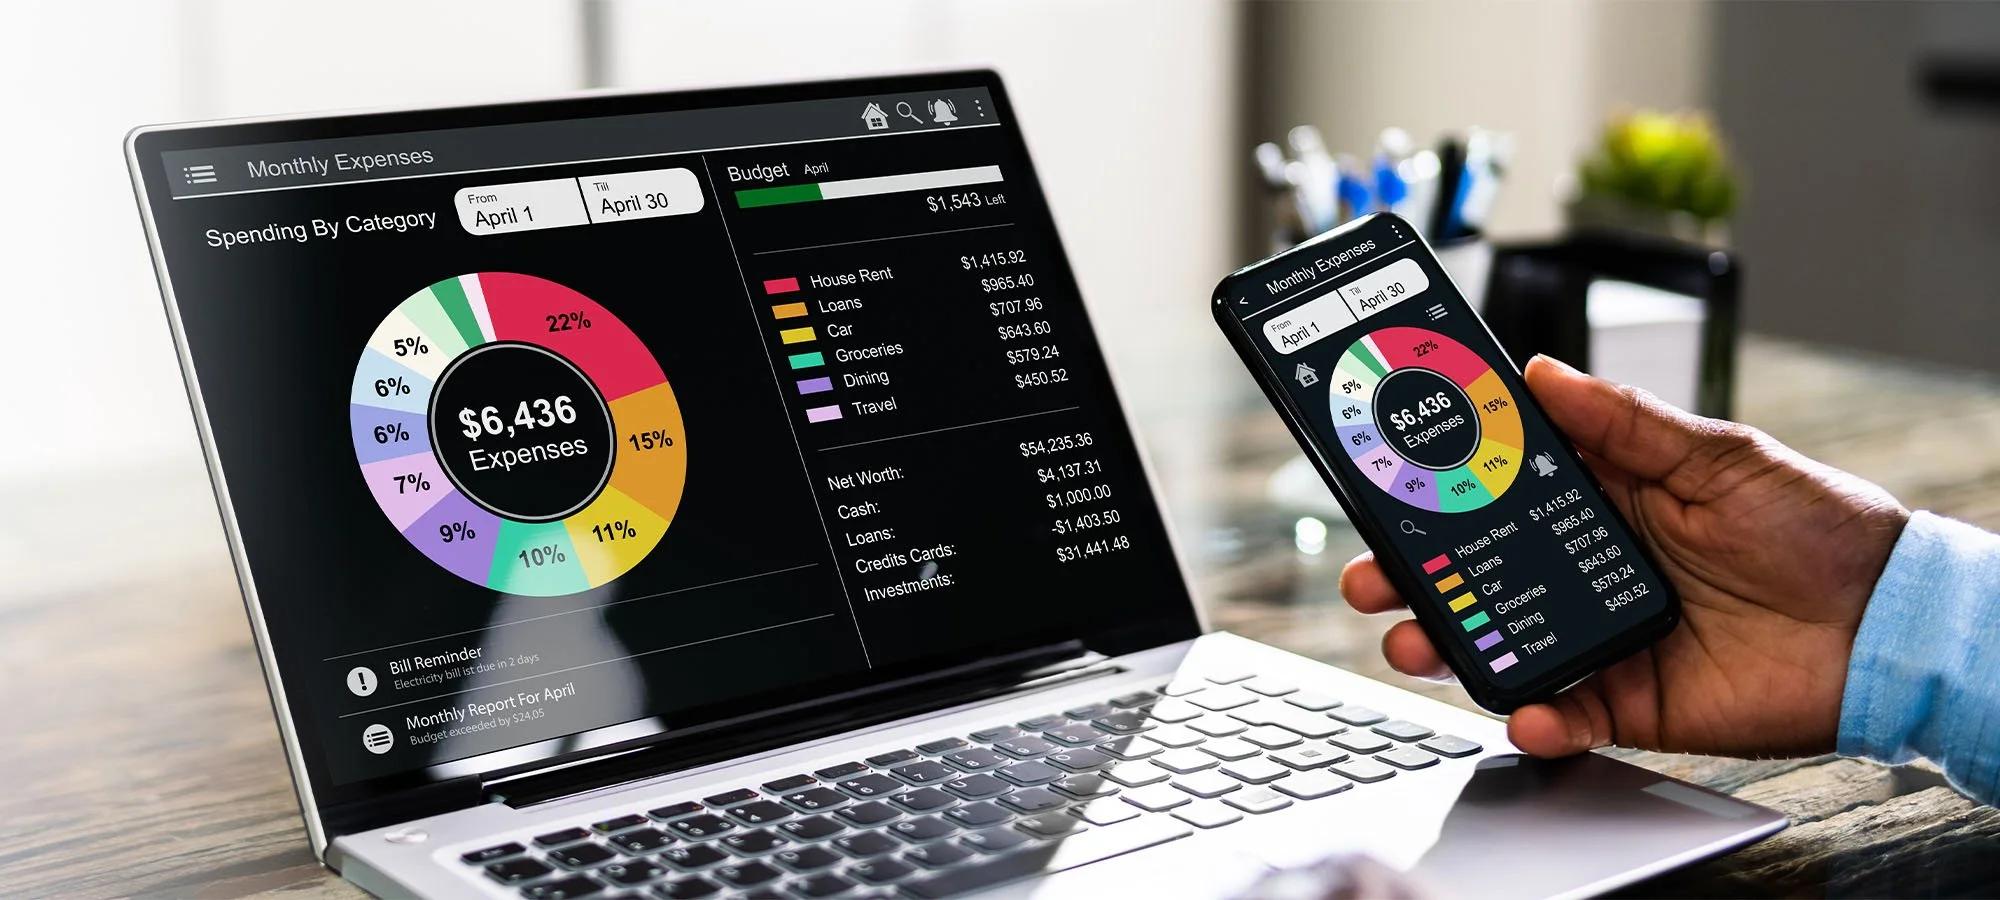 Monthly Expenses
Spending By Category
From
April 1
Till
April 30
22%
15%
11%
10%
9%
7%
6%
6%
5%
$6,436
Expenses
Bill Reminder
Electricity bill ist due in 2 days
Monthly Report For April
Budget exceeded by $24,05
Budget April
$1,543 Left
House Rent $1,415.92
Loans $965.40
Car $707.96
Groceries $643.60
Dining $579.24
Travel $450.52
Net Worth: $54,235.36
Cash: $4,137.31
Loans: $1,000.00
Credits Cards: -$1,403.50
Investments: $31,441.48
Monthly Expenses
From
April 1
Till
April 30
22%
15%
11%
10%
9%
7%
6%
6%
5%
$6,436
Expenses
House Rent $1,415.92
Loans $965.40
Car $707.96
Groceries $643.60
Dining $579.24
Travel $450.52